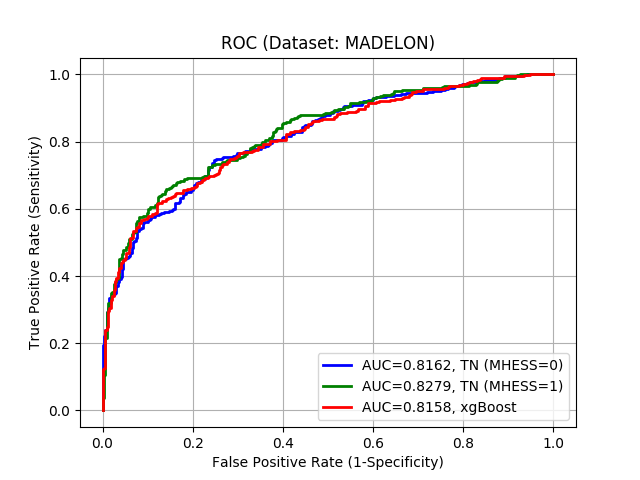 ROC (Dataset: MADELON)
True Positive Rate (Sensitivity)
1.0
0.8
0.6
0.4
0.2
0.0
AUC=0.8162, TN (MHESS=0)
AUC=0.8279, TN (MHESS=1)
AUC=0.8158, xgBoost
0.0 0.2 0.4 0.6 0.8 1.0
False Positive Rate (1-Specificity)